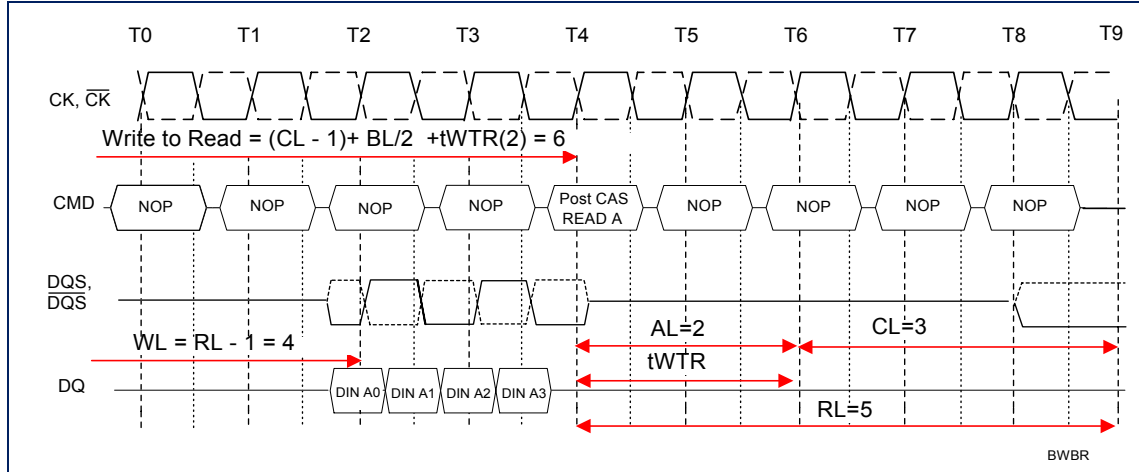 T0 T1 T2 T3 T4 T5 T6 T7 T8 T9
CK, CK
Write to Read = (CL - 1)+ BL/2 +tWTR(2) = 6
CMD NOP NOP NOP NOP Post CAS READ A NOP NOP NOP NOP
DQS,
DQS
AL=2 CL=3
WL = RL - 1 = 4 tWTR
DQ DIN A0 DIN A1 DIN A2 DIN A3
RL=5
BWBR